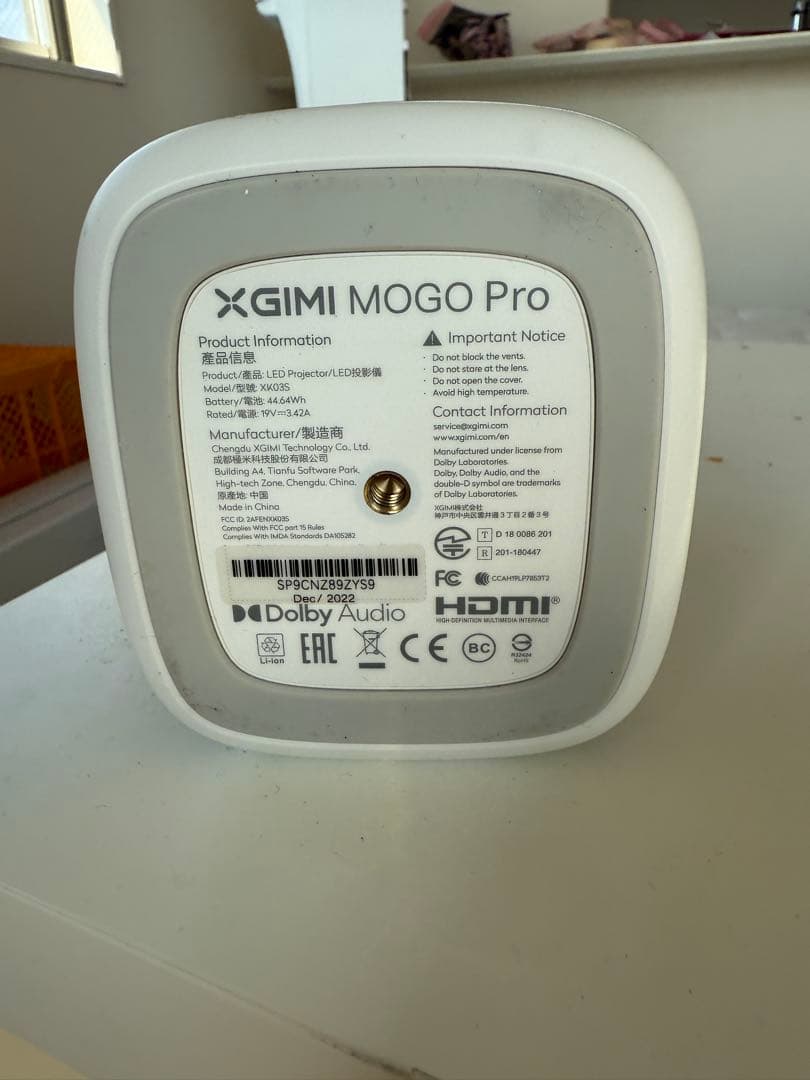 XGIMI MOGO Pro
Product Information
產品信息
Product/產品: LED Projector/LED投影儀
Model/型號: XK03S
Battery/電池: 44.64Wh
Rated/電源: 19V⎓3.42A
Manufacturer/製造商
Chengdu XGIMI Technology Co., Ltd.
成都極米科技股份有限公司
Building A4, Tianfu Software Park,
High-tech Zone, Chengdu, China.
原產地: 中国
Made in China
FCC ID: 2AFENXK03S
Complies With FCC part 15 Rules
Complies With IMDA Standards DA105282
SP9CNZ89ZYS9
Dec/ 2022
Dolby Audio
Li-ion
EAC
CE
BC
Important Notice
· Do not block the vents.
· Do not stare at the lens.
· Do not open the cover.
· Avoid high temperature.
Contact Information
service@xgimi.com
www.xgimi.com/en
Manufactured under license from
Dolby Laboratories.
Dolby, Dolby Audio, and the
double-D symbol are trademarks
of Dolby Laboratories.
XGIMI株式会社
神戸市中央区雲井通3丁目2番3号
T D 18 0086 201
R 201-180447
FC CCAH19LP7853T2
HDMI®
HIGH-DEFINITION MULTIMEDIA INTERFACE
RoHS